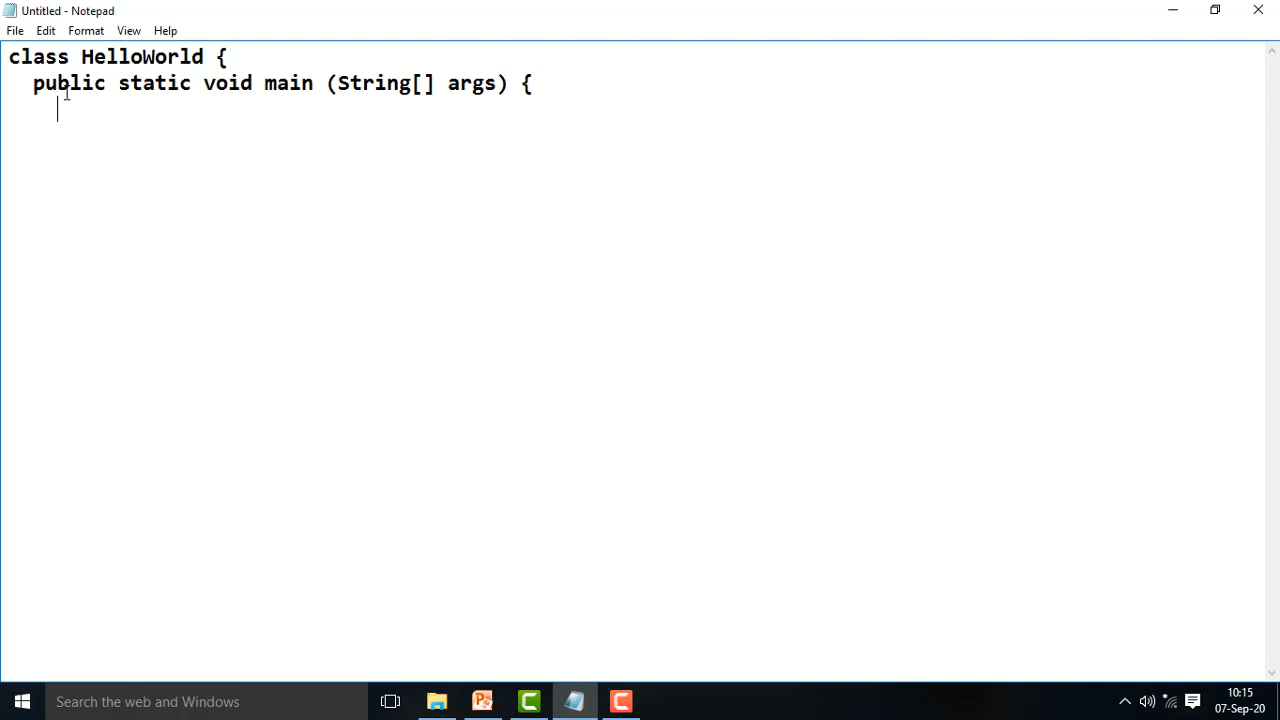 Untitled - Notepad
File Edit Format View Help
class HelloWorld {
  public static void main (String[] args) {
Search the web and Windows
10:15
07-Sep-20